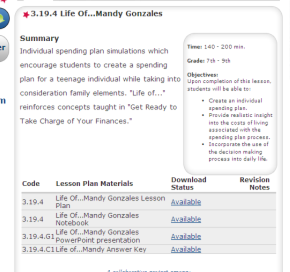 3.19.4 Life Of...Mandy Gonzales
Summary
Individual spending plan simulations which
encourage students to create a spending
plan for a teenage individual while taking into
consideration family elements. "Life of..."
reinforces concepts taught in "Get Ready to
Take Charge of Your Finances."
Time: 140 - 200 min.
Grade: 7th - 9th
Objectives:
Upon completion of this lesson,
students will be able to:
• Create an individual
spending plan.
• Provide realistic insight
into the costs of living
associated with the
spending plan process.
• Incorporate the use of
the decision making
process into daily life.
Code Lesson Plan Materials Download Status Revision Notes
3.19.4 Life Of...Mandy Gonzales Lesson
Plan Available
3.19.4 Life Of...Mandy Gonzales
Notebook Available
3.19.4.G1 Life Of...Mandy Gonzales
PowerPoint presentation Available
3.19.4.C1 Life of...Mandy Answer Key Available